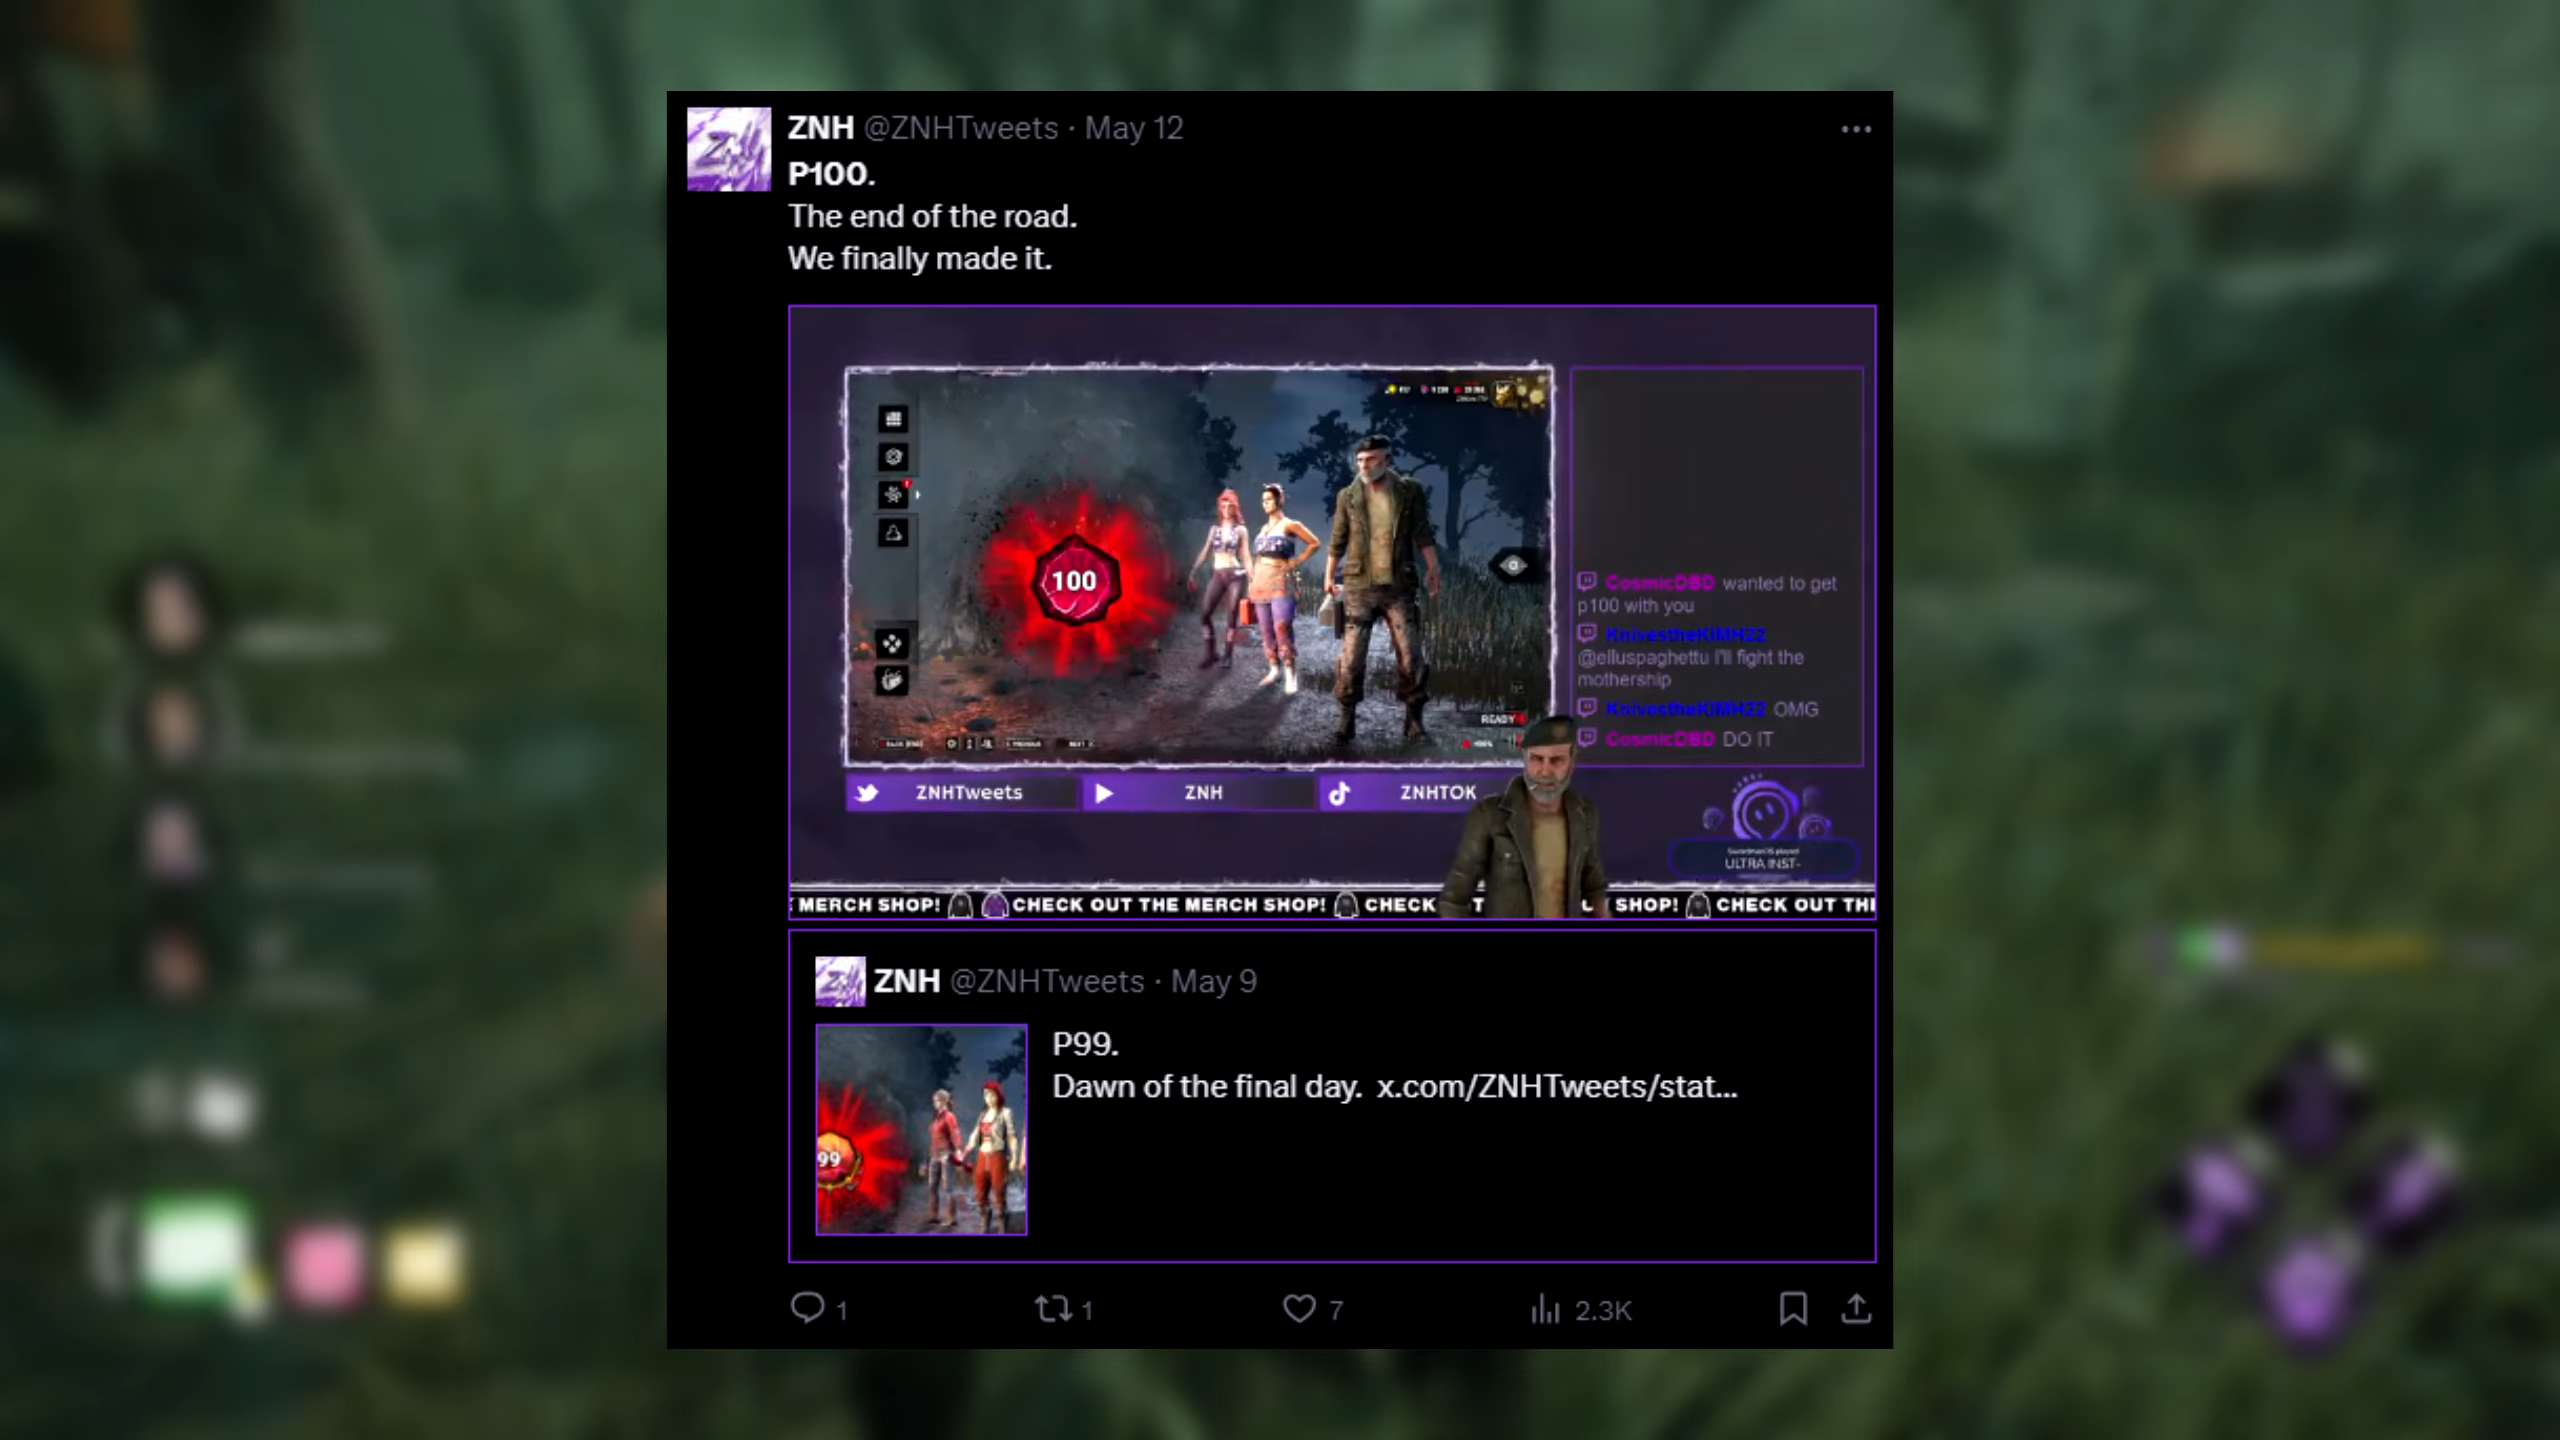 ZNH @ZNHTweets · May 12
P100.
The end of the road.
We finally made it.
100
READY
CosmicDBD wanted to get
p100 with you
KnivestheKIMH22
@elluspaghettu I'll fight the
mothership
KnivestheKIMH22 OMG
CosmicDBD DO IT
ZNHTweets
ZNH
ZNHTOK
ULTRA INST-
MERCH SHOP! CHECK OUT THE MERCH SHOP! CHECK SHOP! CHECK OUT THE
ZNH @ZNHTweets · May 9
99
P99.
Dawn of the final day. x.com/ZNHTweets/stat...
1
1
7
2.3K